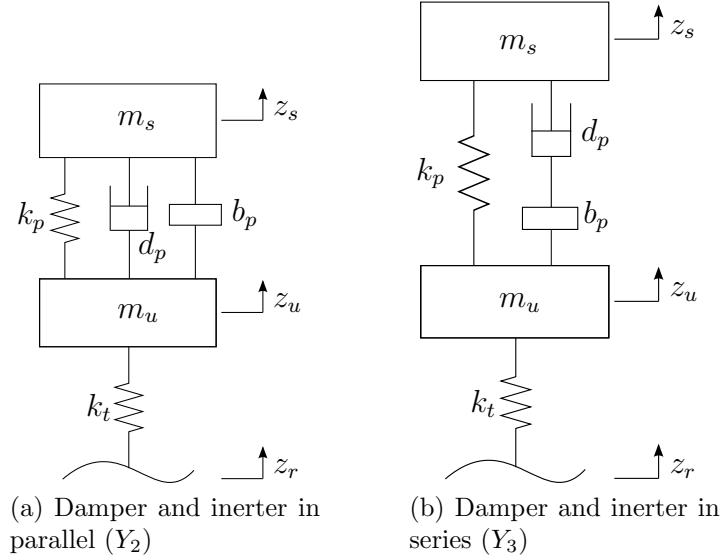 m_s
z_s
k_p
d_p
b_p
m_u
z_u
k_t
z_r
(a) Damper and inerter in
parallel (Y_2)
m_s
z_s
k_p
d_p
b_p
m_u
z_u
k_t
z_r
(b) Damper and inerter in
series (Y_3)